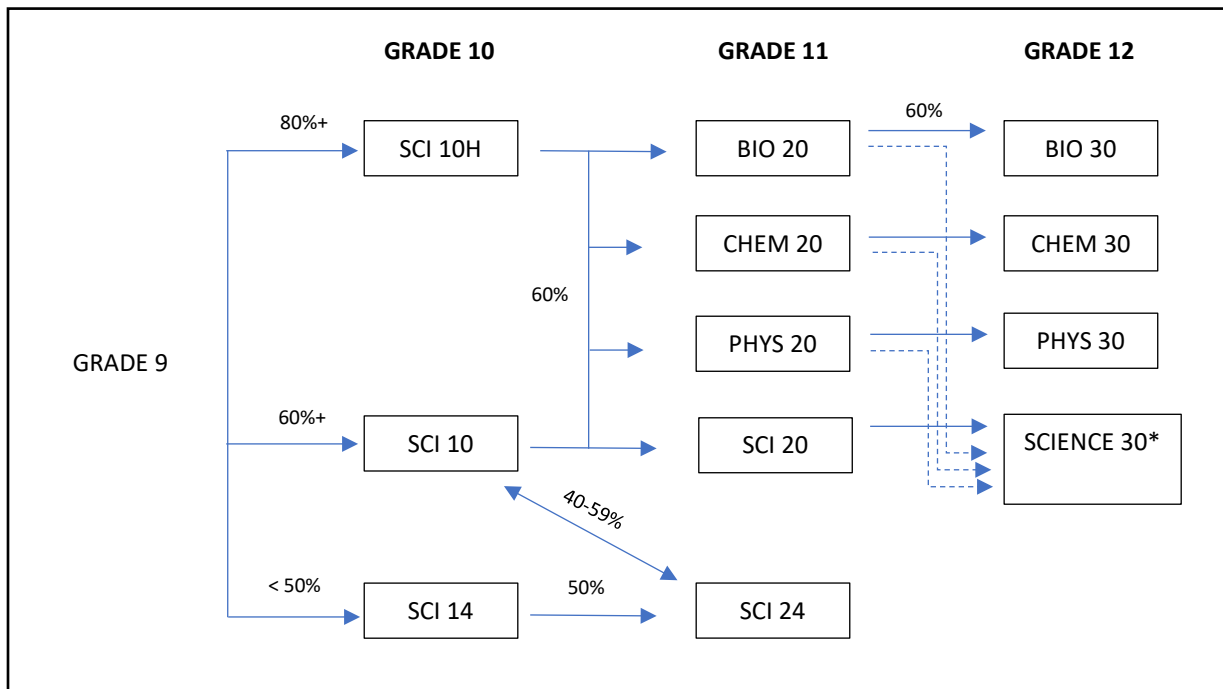 GRADE 10
GRADE 11
GRADE 12
80%+
60%
SCI 10H
BIO 20
BIO 30
CHEM 20
CHEM 30
60%
PHYS 20
PHYS 30
GRADE 9
60%+
SCI 10
SCI 20
SCIENCE 30*
40-59%
< 50%
50%
SCI 14
SCI 24